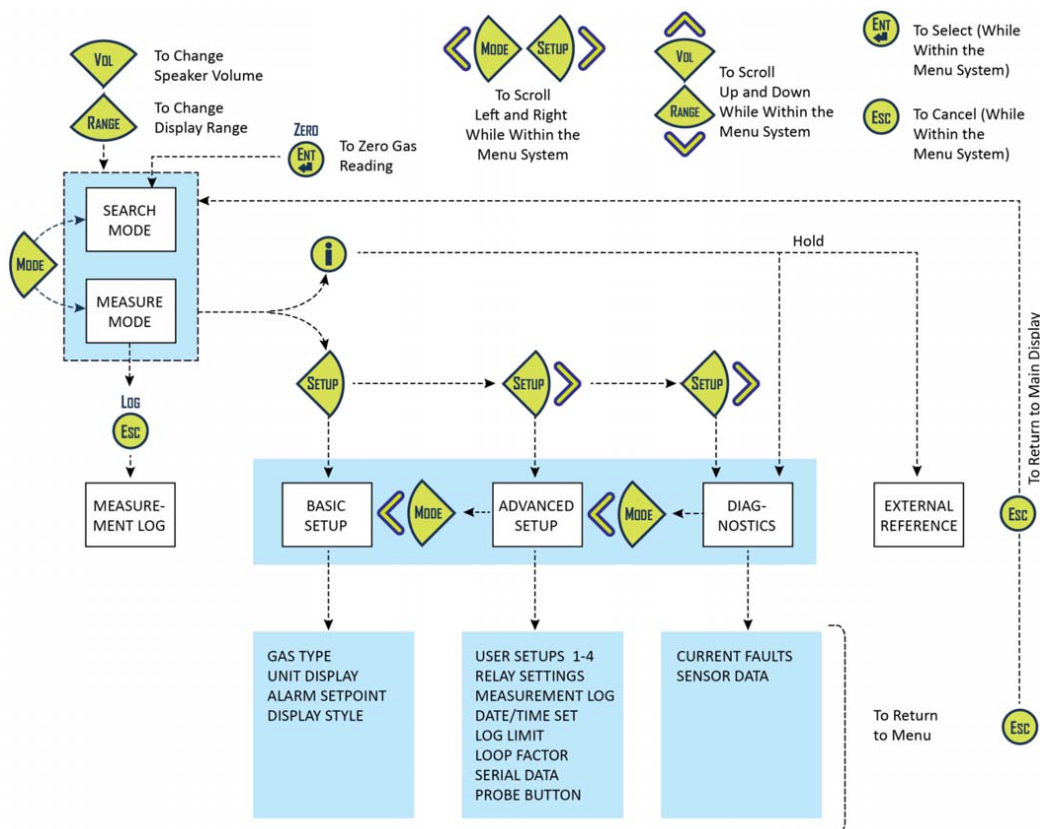 VOL
To Change
Speaker Volume
RANGE
To Change
Display Range
MODE
SETUP
To Scroll
Left and Right
While Within the
Menu System
VOL
RANGE
To Scroll
Up and Down
While Within the
Menu System
ENT
To Select (While
Within the
Menu System)
ESC
To Cancel (While
Within the
Menu System)
ZERO
ENT
To Zero Gas
Reading
MODE
SEARCH
MODE
MEASURE
MODE
i
Hold
SETUP
SETUP
SETUP
LOG
ESC
MEASURE-
MENT LOG
BASIC
SETUP
MODE
ADVANCED
SETUP
MODE
DIAG-
NOSTICS
EXTERNAL
REFERENCE
To Return to Main Display
ESC
GAS TYPE
UNIT DISPLAY
ALARM SETPOINT
DISPLAY STYLE
USER SETUPS 1-4
RELAY SETTINGS
MEASUREMENT LOG
DATE/TIME SET
LOG LIMIT
LOOP FACTOR
SERIAL DATA
PROBE BUTTON
CURRENT FAULTS
SENSOR DATA
To Return
to Menu
ESC